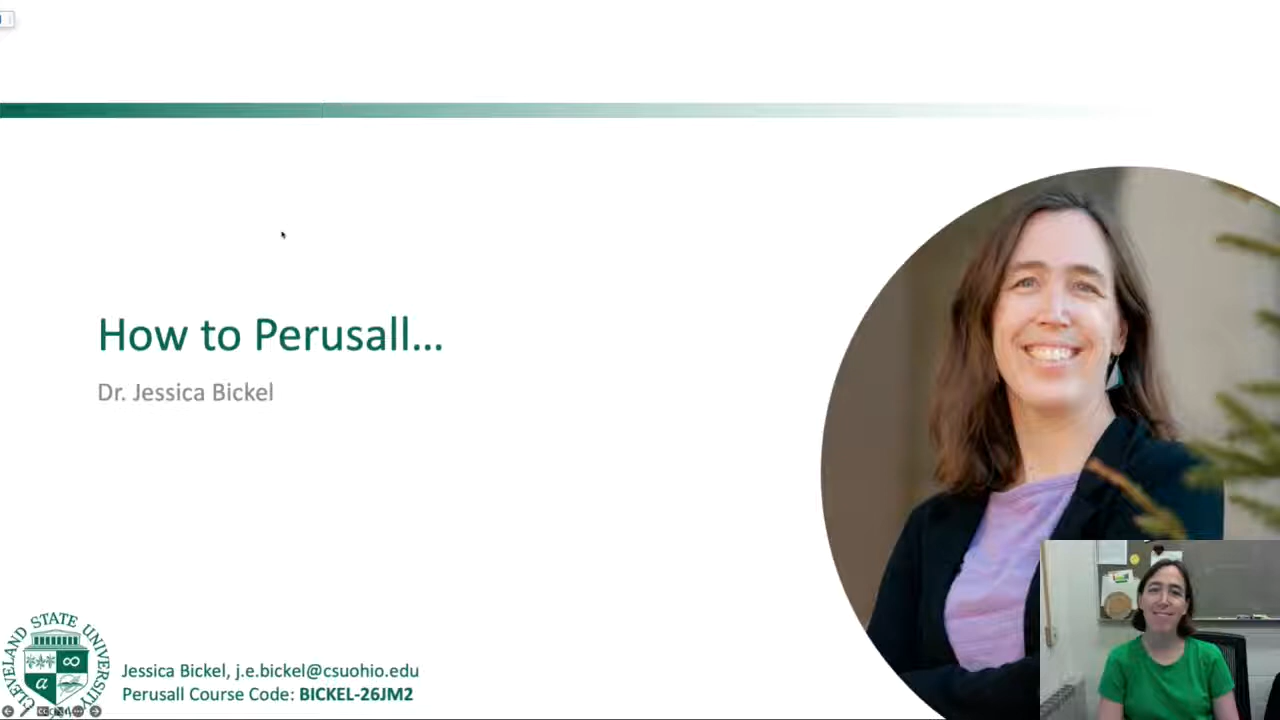 How to Perusall...
Dr. Jessica Bickel
CLEVELAND STATE UNIVERSITY
Jessica Bickel, j.e.bickel@csuohio.edu
Perusall Course Code: BICKEL-26JM2